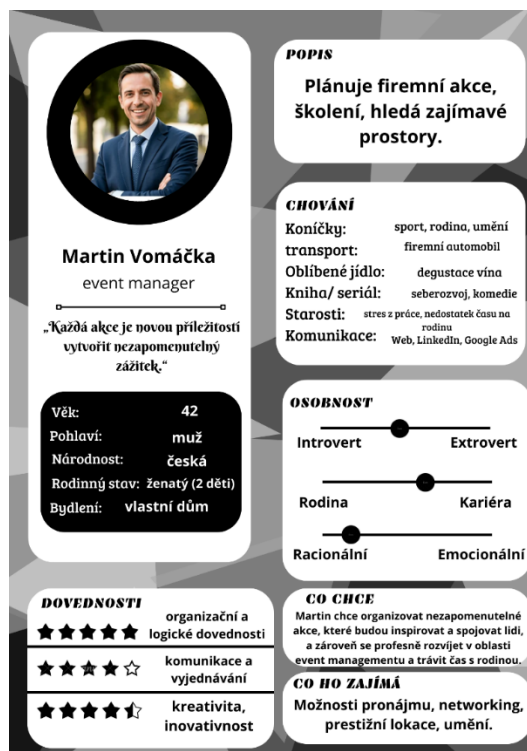 Martin Vomáčka
event manager
„Každá akce je novou příležitostí
vytvořit nezapomenutelný
zážitek.“
Věk: 42
Pohlaví: muž
Národnost: česká
Rodinný stav: ženatý (2 děti)
Bydlení: vlastní dům
POPIS
Plánuje firemní akce,
školení, hledá zajímavé
prostory.
CHOVÁNÍ
Koníčky: sport, rodina, umění
transport: firemní automobil
Oblíbené jídlo: degustace vína
Kniha/ seriál: seberozvoj, komedie
Starosti: stres z práce, nedostatek času na
rodinu
Komunikace: Web, LinkedIn, Google Ads
OSOBNOST
Introvert Extrovert
Rodina Kariéra
Racionální Emocionální
DOVEDNOSTI
organizační a
logické dovednosti
komunikace a
vyjednávání
kreativita,
inovativnost
CO CHCE
Martin chce organizovat nezapomenutelné
akce, které budou inspirovat a spojovat lidi,
a zároveň se profesně rozvíjet v oblasti
event managementu a trávit čas s rodinou.
CO HO ZAJÍMÁ
Možnosti pronájmu, networking,
prestižní lokace, umění.